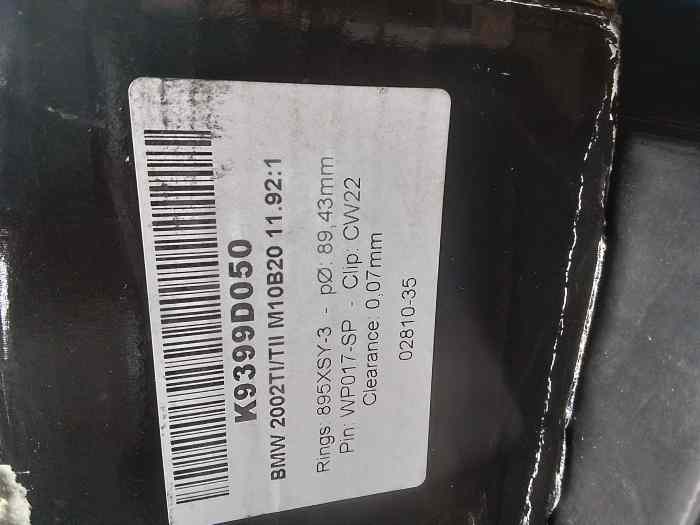 K9399D050
BMW 2002TI/TII M10B20 11.92:1
Rings: 895XSY-3 - pØ: 89,43mm
Pin: WP017-SP - Clip: CW22
Clearance: 0,07mm
02810-35